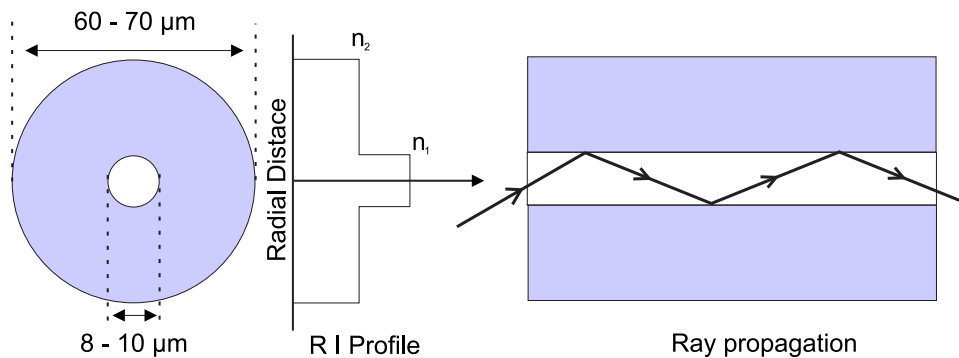 60 - 70 µm
n2
n1
Radial Distace
8 - 10 µm
R I Profile
Ray propagation